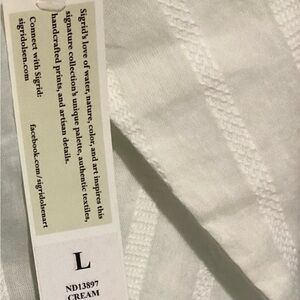 Sigrid's love of water, nature, color, and art inspires this
signature collection's unique palette, authentic textiles,
handcrafted prints, and artisan details.
Connect with Sigrid:
sigridolsen.com
facebook.com/sigridolsenart
L
ND13897
CREAM